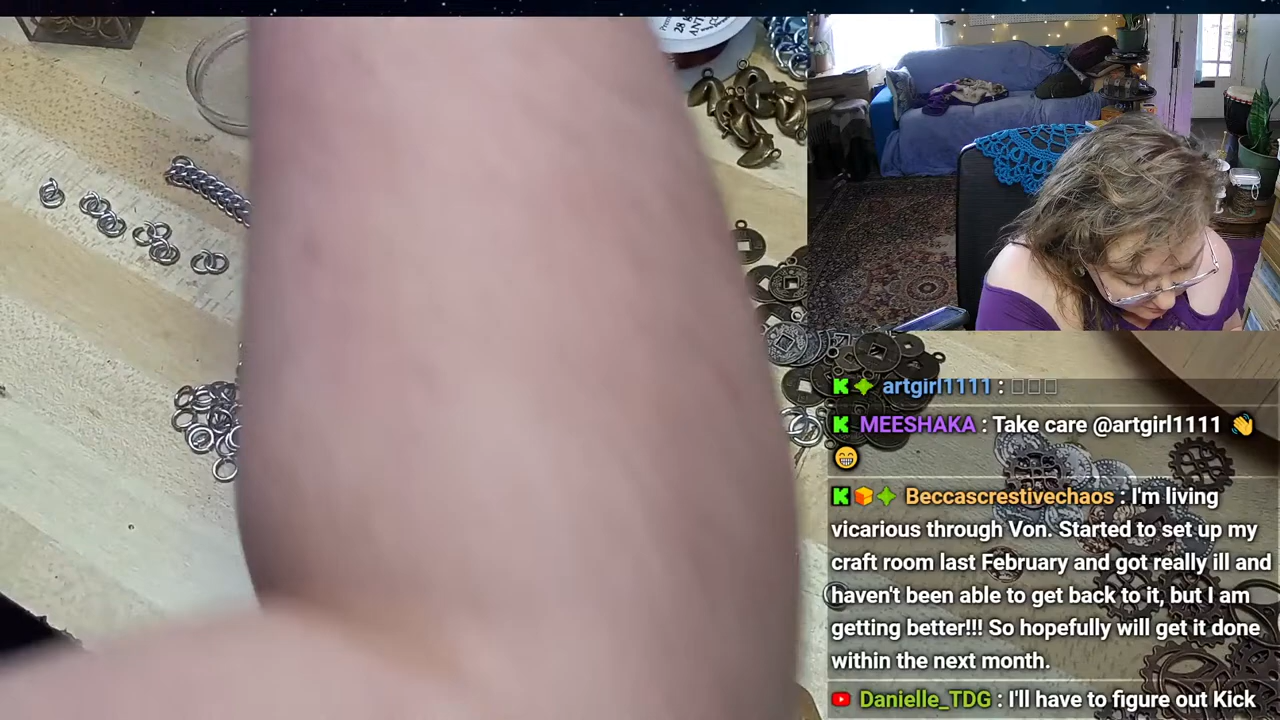 28
ANT
artgirl1111 :
MEESHAKA : Take care @artgirl1111 👋
😁
Beccascrestivechaos : I'm living
vicarious through Von. Started to set up my
craft room last February and got really ill and
haven't been able to get back to it, but I am
getting better!!! So hopefully will get it done
within the next month.
Danielle_TDG : I'll have to figure out Kick